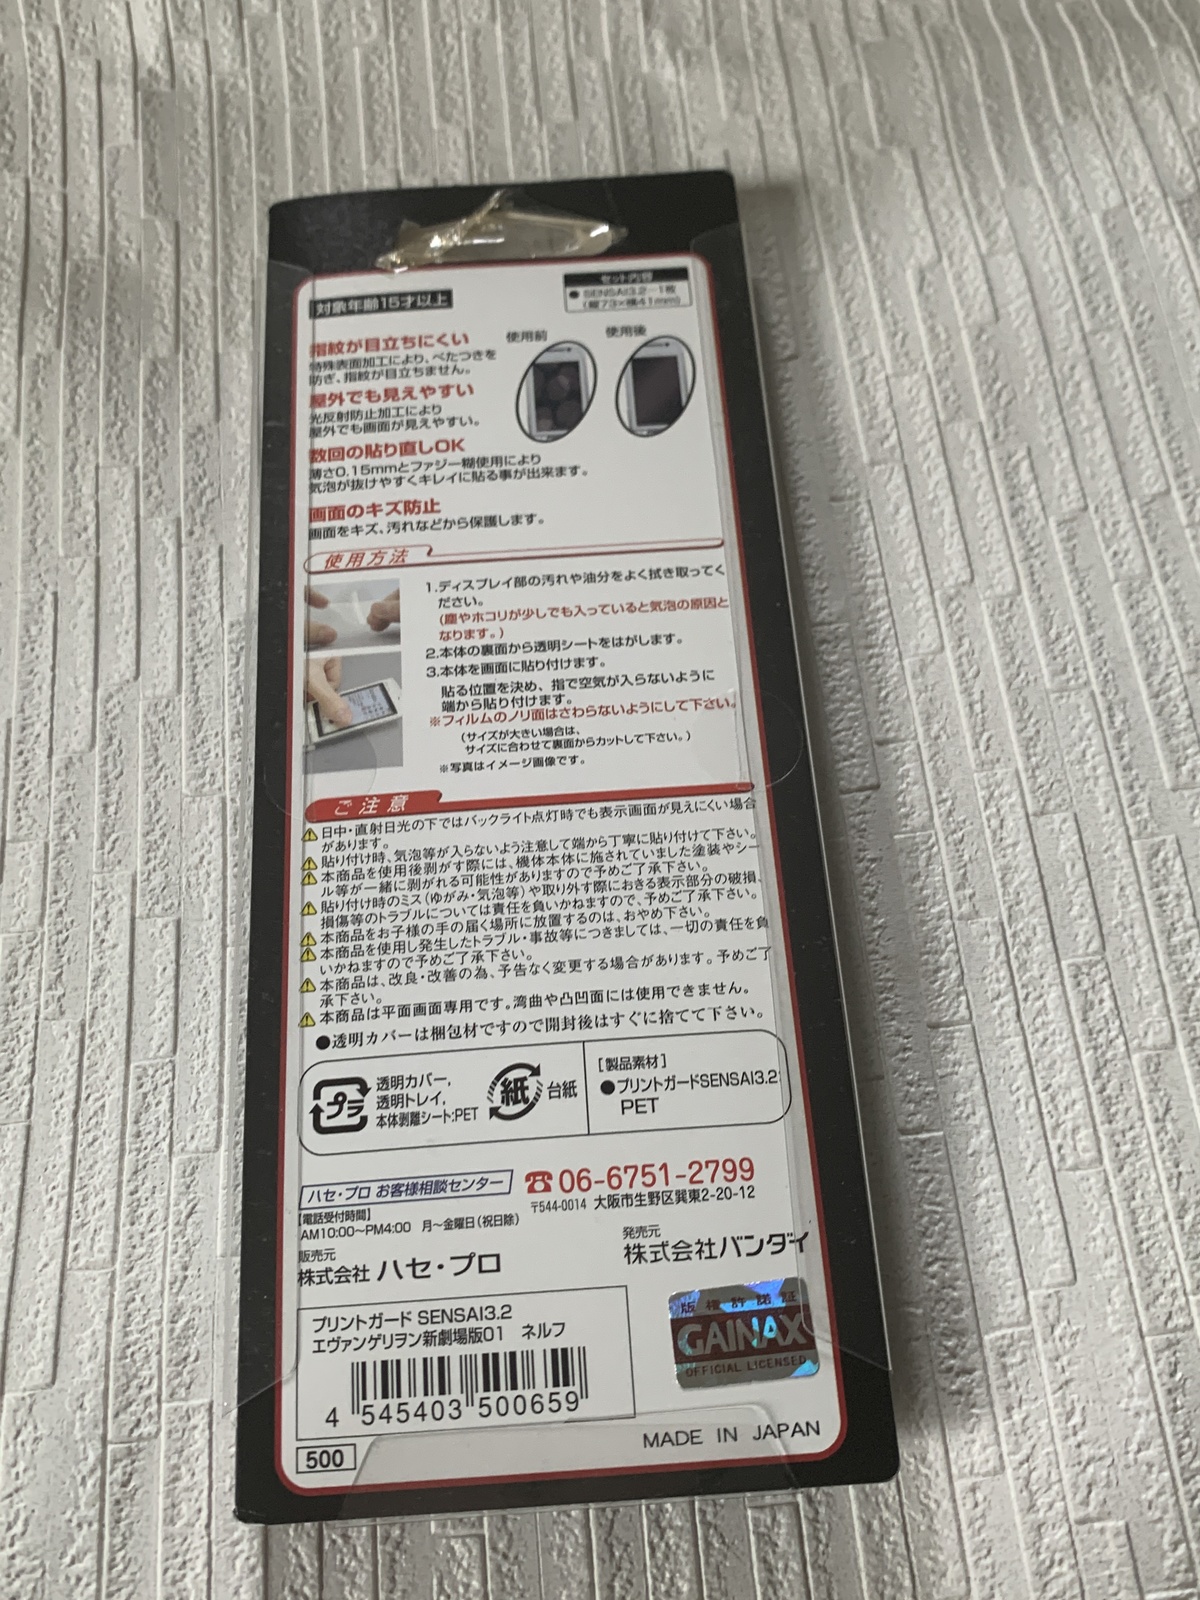 対象年齢15才以上
セット内容
● SENSAI3.2…1枚
(縦73×横41mm)
指紋が目立ちにくい
特殊表面加工により、べたつきを
防ぎ、指紋が目立ちません。
使用前
使用後
屋外でも見えやすい
光反射防止加工により
屋外でも画面が見えやすい。
数回の貼り直しOK
薄さ0.15mmとファジー糊使用により
気泡が抜けやすくキレイに貼る事が出来ます。
画面のキズ防止
画面をキズ、汚れなどから保護します。
使用方法
1.ディスプレイ部の汚れや油分をよく拭き取ってく
ださい。
(塵やホコリが少しでも入っていると気泡の原因と
なります。)
2.本体の裏面から透明シートをはがします。
3.本体を画面に貼り付けます。
貼る位置を決め、指で空気が入らないように
端から貼り付けます。
※フィルムのノリ面はさわらないようにして下さい。
(サイズが大きい場合は、
サイズに合わせて裏面からカットして下さい。)
※写真はイメージ画像です。
ご注意
日中・直射日光の下ではバックライト点灯時でも表示画面が見えにくい場合
があります。
貼り付け時、気泡等が入らないよう注意して端から丁寧に貼り付けて下さい。
本商品を使用後剥がす際には、機体本体に施されていました塗装やシー
ル等が一緒に剥がれる可能性がありますので予めご了承下さい。
貼り付け時のミス(ゆがみ・気泡等)や取り外す際におきる表示部分の破損、
損傷等のトラブルについては責任を負いかねますので、予めご了承下さい。
本商品をお子様の手の届く場所に放置するのは、おやめ下さい。
本商品を使用し発生したトラブル・事故等につきましては、一切の責任を負
いかねますので予めご了承下さい。
本商品は、改良・改善の為、予告なく変更する場合があります。予めご了
承下さい。
本商品は平面画面専用です。湾曲や凸凹面には使用できません。
●透明カバーは梱包材ですので開封後はすぐに捨てて下さい。
プラ
透明カバー,
透明トレイ,
本体剥離シート:PET
紙
台紙
[製品素材]
●プリントガードSENSAI3.2:
PET
ハセ・プロ お客様相談センター
☎06-6751-2799
〒544-0014 大阪市生野区巽東2-20-12
【電話受付時間】
AM10:00〜PM4:00 月〜金曜日(祝日除)
販売元
株式会社 ハセ・プロ
発売元
株式会社バンダイ
プリントガード SENSAI3.2
エヴァンゲリヲン新劇場版01 ネルフ
4 545403 500659
版権許諾証
GAINAX
OFFICIAL LICENSED
500
MADE IN JAPAN